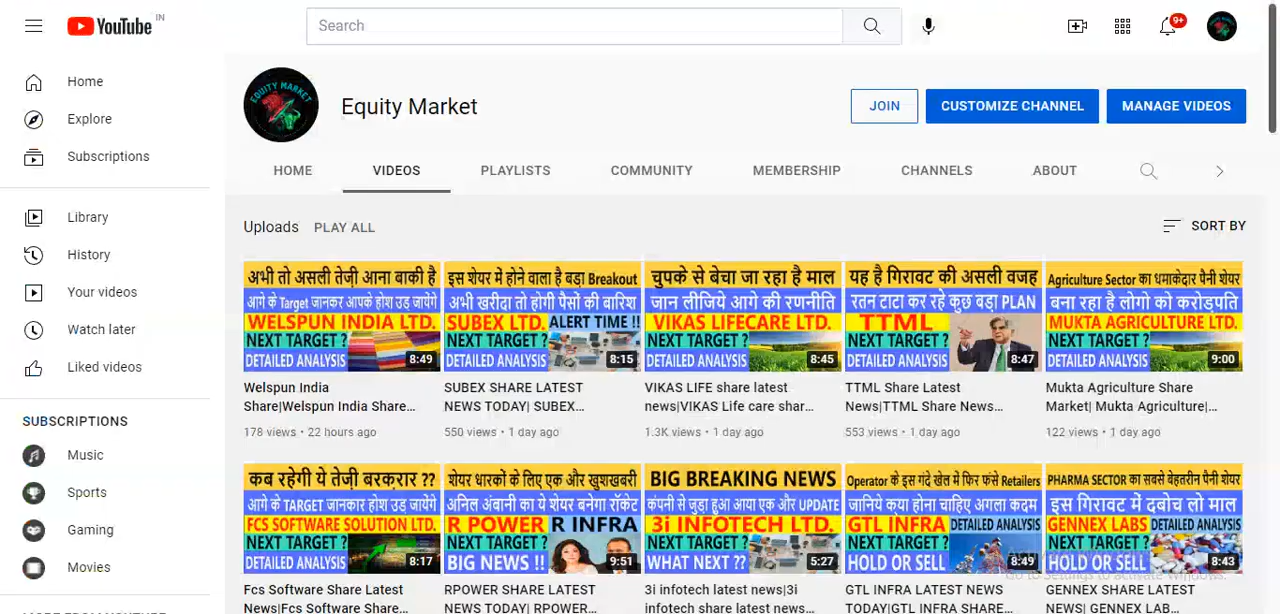 YouTube IN
Search
9+
Home
Explore
Subscriptions
Library
History
Your videos
Watch later
Liked videos
SUBSCRIPTIONS
Music
Sports
Gaming
Movies
EQUITY MARKET
Equity Market
JOIN
CUSTOMIZE CHANNEL
MANAGE VIDEOS
HOME
VIDEOS
PLAYLISTS
COMMUNITY
MEMBERSHIP
CHANNELS
ABOUT
Uploads
PLAY ALL
SORT BY
अभी तो असली तेज़ी आना बाकी है
आगे के Target जानकर आपके होश उड जायेंगे
WELSPUN INDIA LTD.
NEXT TARGET ?
DETAILED ANALYSIS
8:49
Welspun India
Share|Welspun India Share...
178 views • 22 hours ago
इस शेयर में होने वाला है बड़ा Breakout
अभी खरीदा तो होगी पैसो की बारिश
SUBEX LTD. ALERT TIME !!
NEXT TARGET ?
DETAILED ANALYSIS
8:15
SUBEX SHARE LATEST
NEWS TODAY| SUBEX...
550 views • 1 day ago
चुपके से बेचा जा रहा है माल
जान लीजिये आगे की रणनीति
VIKAS LIFECARE LTD.
NEXT TARGET ?
DETAILED ANALYSIS
8:45
VIKAS LIFE share latest
news|VIKAS Life care shar...
1.3K views • 1 day ago
यह है गिरावट की असली वजह
रतन टाटा कर रहे कुछ बड़ा PLAN
TTML
NEXT TARGET ?
DETAILED ANALYSIS
8:47
TTML Share Latest
News|TTML Share News...
553 views • 1 day ago
Agriculture Sector का धमाकेदार पैनी शेयर
बना रहा है लोगों को करोड़पति
MUKTA AGRICULTURE LTD.
NEXT TARGET ?
DETAILED ANALYSIS
9:00
Mukta Agriculture Share
Market| Mukta Agriculture|...
122 views • 1 day ago
कब रहेगी ये तेज़ी बरकरार ??
आगे के TARGET जानकार होश उड जायेंगे
FCS SOFTWARE SOLUTION LTD.
NEXT TARGET ?
DETAILED ANALYSIS
8:17
Fcs Software Share Latest
News|Fcs Software Share...
शेयर धारकों के लिए एक और खुशखबरी
अनिल अंबानी का ये शेयर बनेगा रॉकेट
R POWER R INFRA
NEXT TARGET ?
BIG NEWS !!
9:51
RPOWER SHARE LATEST
NEWS TODAY| RPOWER...
BIG BREAKING NEWS
कंपनी से जुड़ा हुआ आया एक और UPDATE
3i INFOTECH LTD.
NEXT TARGET ?
WHAT NEXT ??
5:27
3i infotech latest news|3i
infotech share latest news...
Operator के इस गंदे खेल में फिर फंसे Retailers
जानिये क्या होना चाहिए अगला कदम
GTL INFRA DETAILED ANALYSIS
NEXT TARGET ?
HOLD OR SELL
8:49
GTL INFRA LATEST NEWS
TODAY|GTL INFRA SHARE...
PHARMA SECTOR का सबसे बेहतरीन पैनी शेयर
इस गिरावट में दबोच लो माल
GENNEX LABS DETAILED ANALYSIS
NEXT TARGET ?
HOLD OR SELL
8:43
GENNEX SHARE LATEST
NEWS| GENNEX LAB...
Go to Settings to activate Windows.